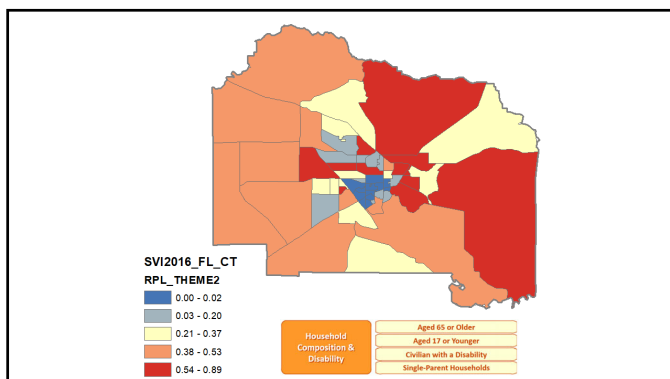 SVI2016_FL_CT
RPL_THEME2
0.00 - 0.02
0.03 - 0.20
0.21 - 0.37
0.38 - 0.53
0.54 - 0.89
Household
Composition &
Disability
Aged 65 or Older
Aged 17 or Younger
Civilian with a Disability
Single-Parent Households